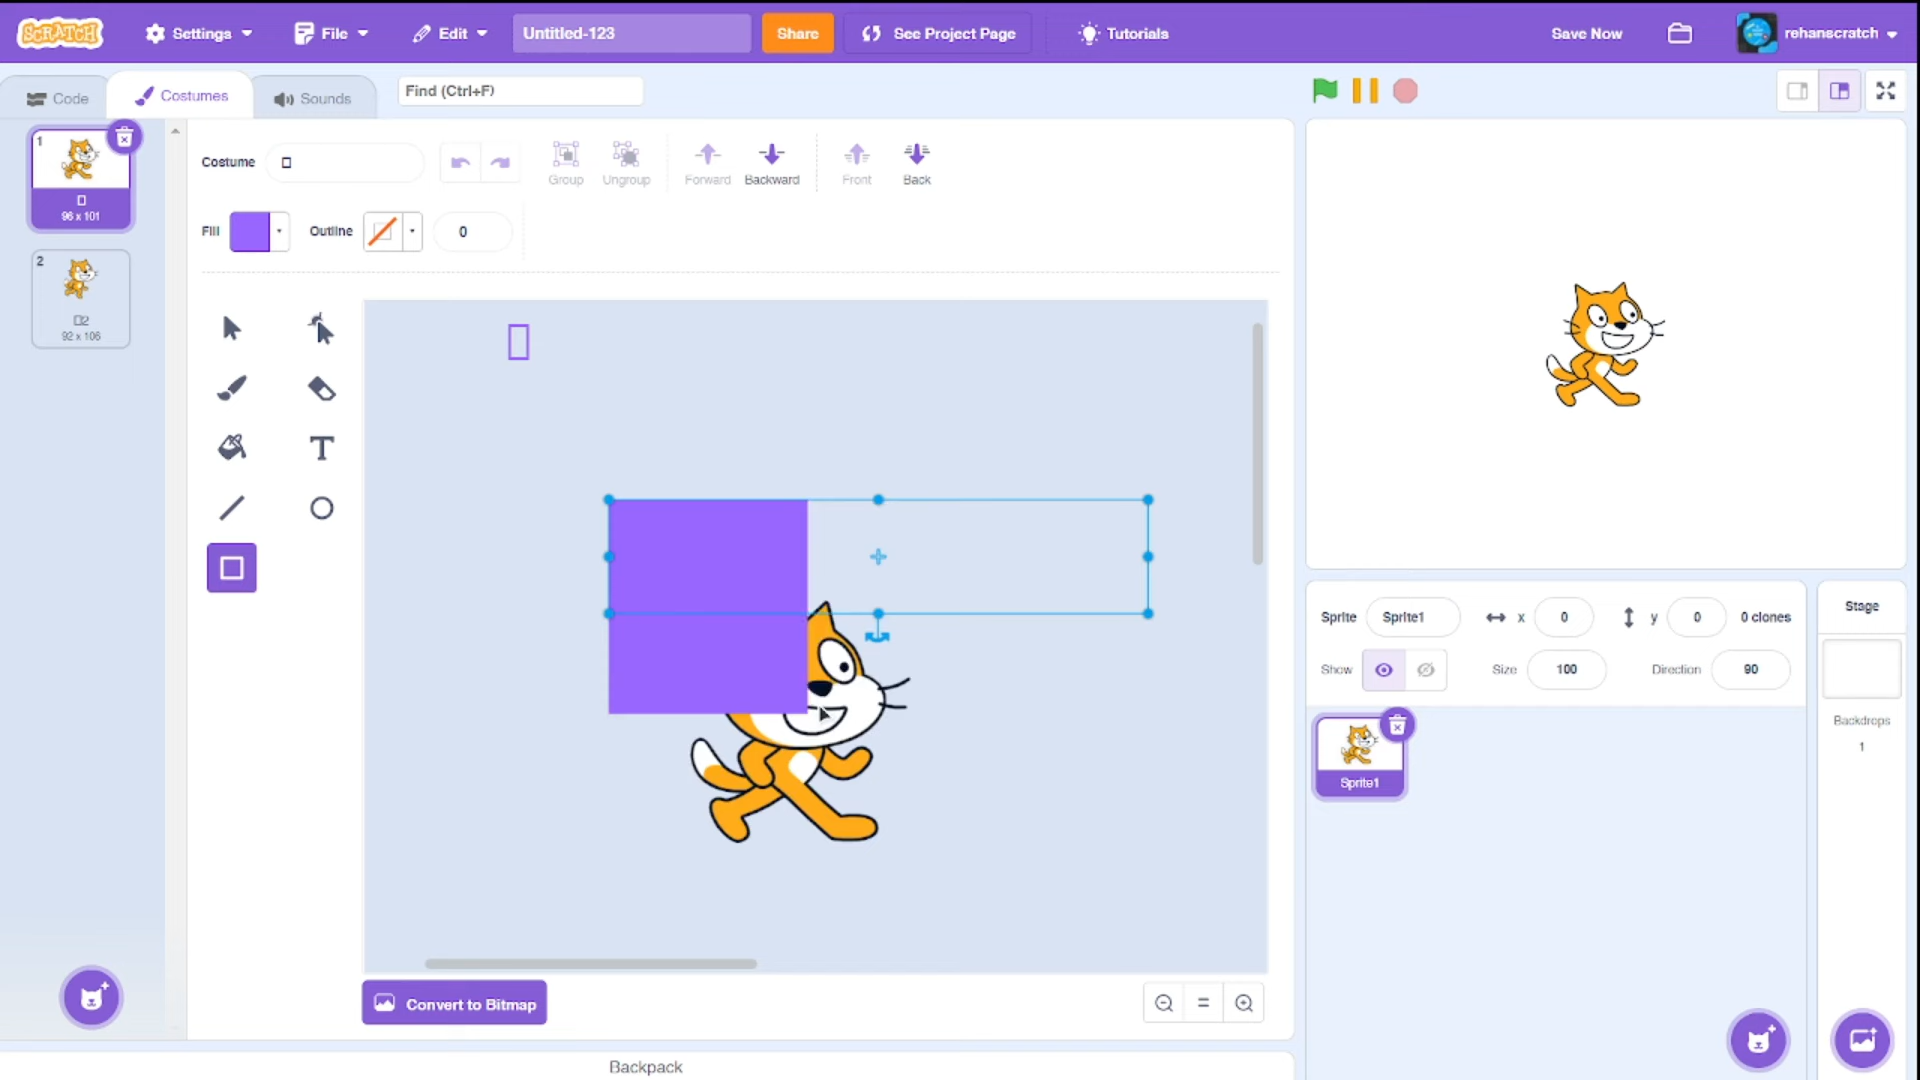 SCRATCH
Settings
File
Edit
Untitled-123
Share
See Project Page
Tutorials
Save Now
rehanscratch
Code
Costumes
Sounds
Find (Ctrl+F)
1
96 x 101
2
2
92 x 106
Costume
Group
Ungroup
Forward
Backward
Front
Back
Fill
Outline
0
T
Convert to Bitmap
Backpack
Sprite
Sprite1
x
0
y
0
0 clones
Show
Size
100
Direction
90
Sprite1
Stage
Backdrops
1